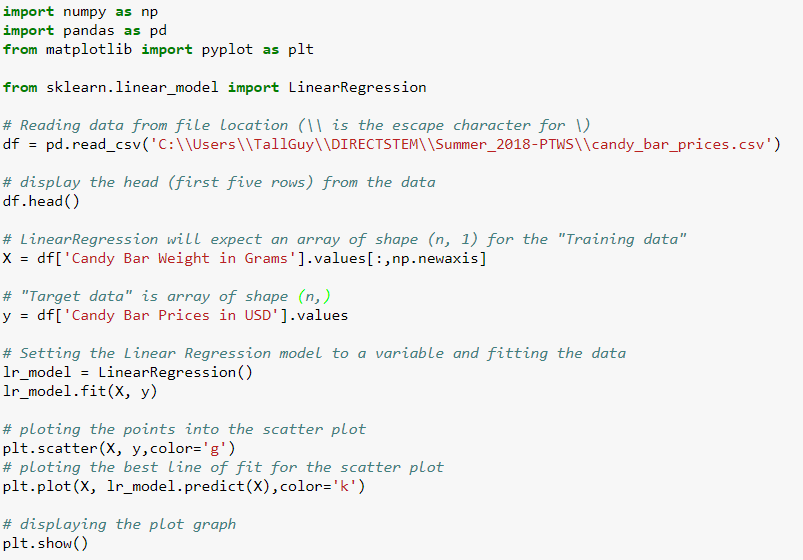 import numpy as np
import pandas as pd
from matplotlib import pyplot as plt
from sklearn.linear_model import LinearRegression
# Reading data from file location (\\ is the escape character for \)
df = pd.read_csv('C:\\Users\\TallGuy\\DIRECTSTEM\\Summer_2018-PTWS\\candy_bar_prices.csv')
# display the head (first five rows) from the data
df.head()
# LinearRegression will expect an array of shape (n, 1) for the "Training data"
X = df['Candy Bar Weight in Grams'].values[:,np.newaxis]
# "Target data" is array of shape (n,)
y = df['Candy Bar Prices in USD'].values
# Setting the Linear Regression model to a variable and fitting the data
lr_model = LinearRegression()
lr_model.fit(X, y)
# ploting the points into the scatter plot
plt.scatter(X, y,color='g')
# ploting the best line of fit for the scatter plot
plt.plot(X, lr_model.predict(X),color='k')
# displaying the plot graph
plt.show()